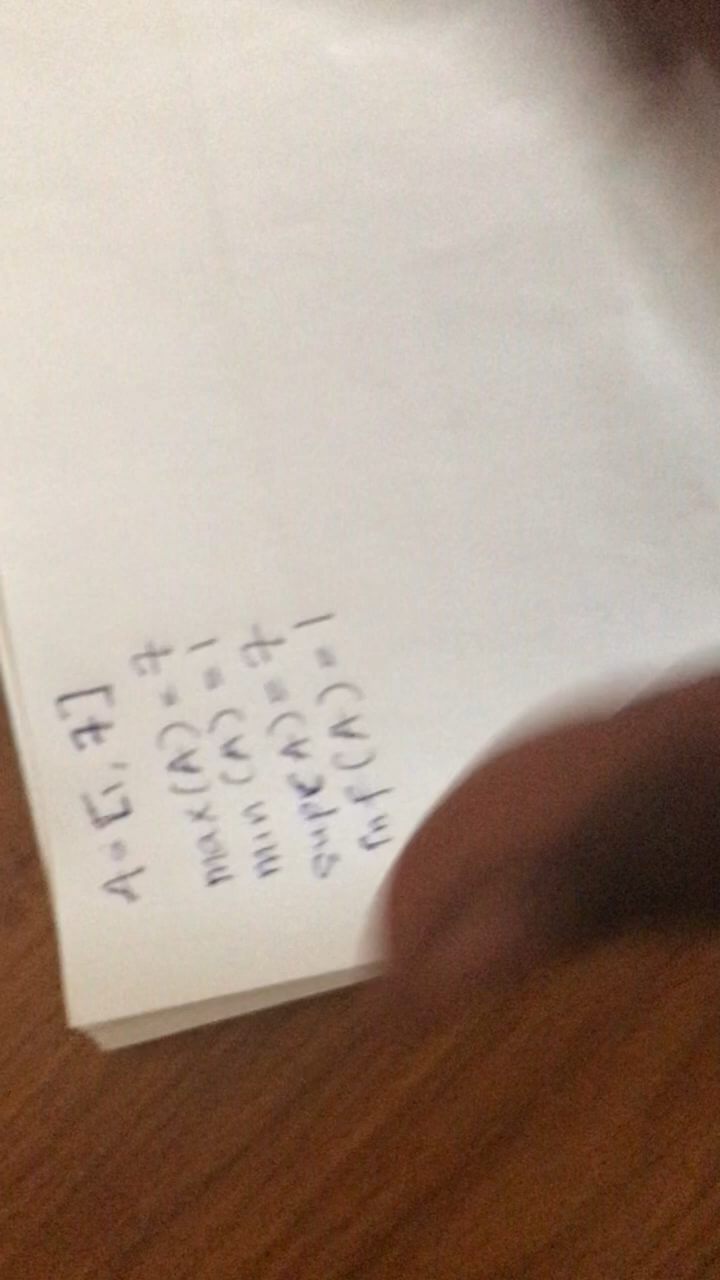 A = [1, 7]
max(A) = 7
min (A) = 1
sup(A) = 7
inf (A) = 1